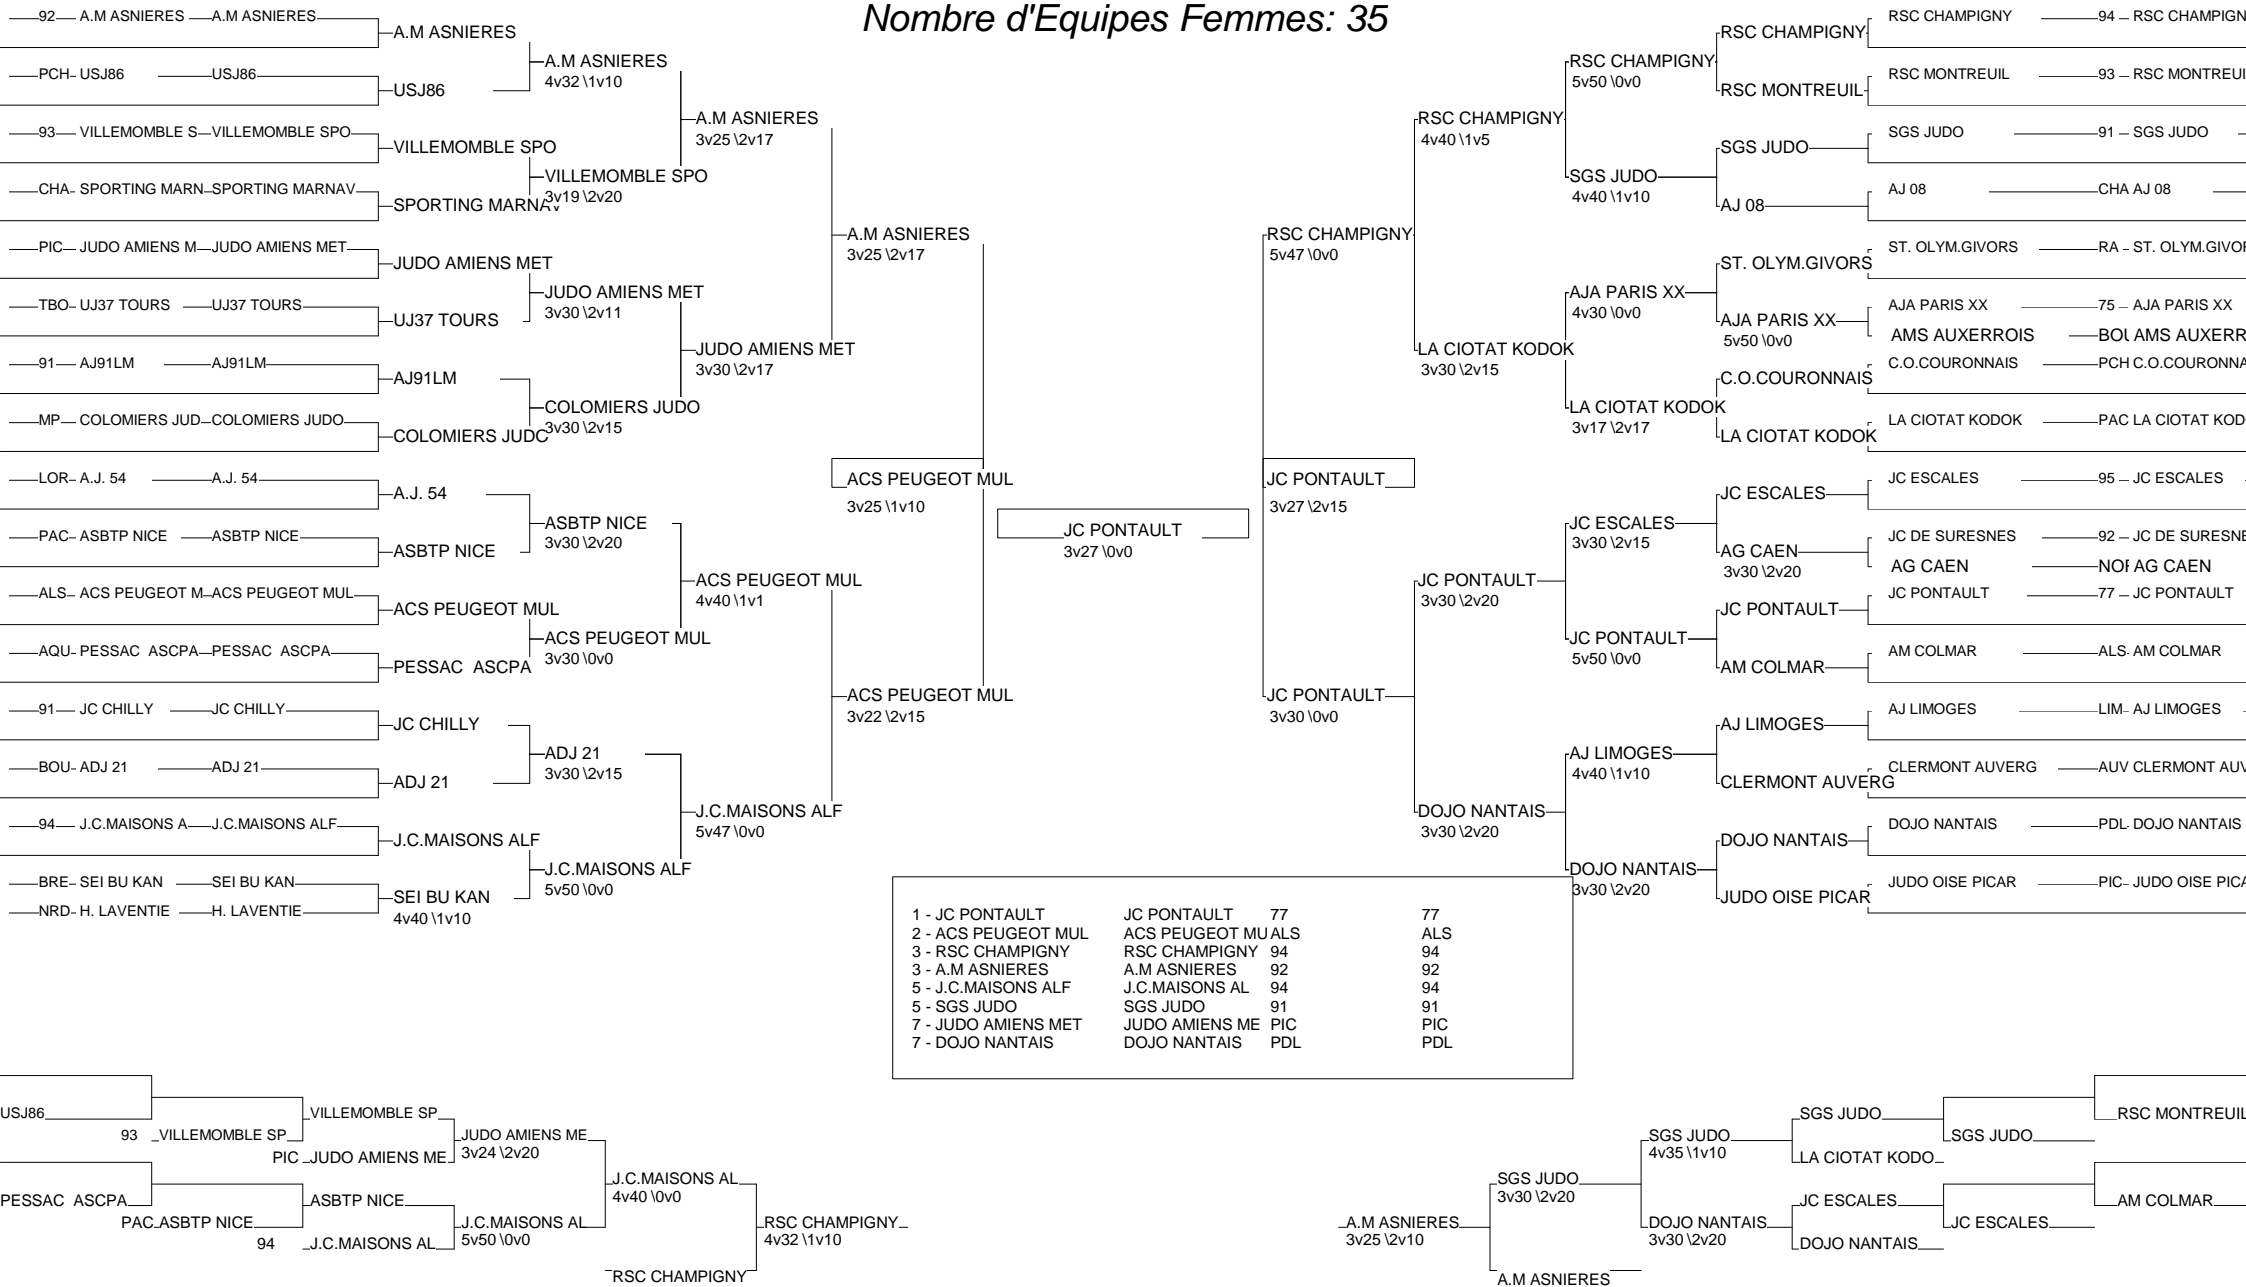 Nombre d'Equipes Femmes: 35
92 A.M ASNIERES A.M ASNIERES
PCH USJ86 USJ86
93 VILLEMOMBLE S VILLEMOMBLE SPO
CHA SPORTING MARN SPORTING MARNAV
PIC JUDO AMIENS M JUDO AMIENS MET
TBO UJ37 TOURS UJ37 TOURS
91 AJ91LM AJ91LM
MP COLOMIERS JUD COLOMIERS JUDO
LOR A.J. 54 A.J. 54
PAC ASBTP NICE ASBTP NICE
ALS ACS PEUGEOT M ACS PEUGEOT MUL
AQU PESSAC ASCPA PESSAC ASCPA
91 JC CHILLY JC CHILLY
BOU ADJ 21 ADJ 21
94 J.C.MAISONS A J.C.MAISONS ALF
BRE SEI BU KAN SEI BU KAN
NRD H. LAVENTIE H. LAVENTIE
A.M ASNIERES
USJ86
VILLEMOMBLE SPO
SPORTING MARNAV
JUDO AMIENS MET
UJ37 TOURS
AJ91LM
COLOMIERS JUDO
A.J. 54
ASBTP NICE
ACS PEUGEOT MUL
PESSAC ASCPA
JC CHILLY
ADJ 21
J.C.MAISONS ALF
SEI BU KAN
4v40 \1v10
A.M ASNIERES
4v32 \1v10
VILLEMOMBLE SPO
3v19 \2v20
JUDO AMIENS MET
3v30 \2v11
COLOMIERS JUDO
3v30 \2v15
ASBTP NICE
3v30 \2v20
ACS PEUGEOT MUL
3v30 \0v0
ADJ 21
3v30 \2v15
J.C.MAISONS ALF
5v50 \0v0
A.M ASNIERES
3v25 \2v17
JUDO AMIENS MET
3v30 \2v17
ACS PEUGEOT MUL
4v40 \1v1
J.C.MAISONS ALF
5v47 \0v0
A.M ASNIERES
3v25 \2v17
ACS PEUGEOT MUL
3v22 \2v15
ACS PEUGEOT MUL
3v25 \1v10
JC PONTAULT
3v27 \0v0
JC PONTAULT
3v27 \2v15
RSC CHAMPIGNY
5v47 \0v0
JC PONTAULT
3v30 \0v0
RSC CHAMPIGNY
4v40 \1v5
LA CIOTAT KODOK
3v30 \2v15
JC PONTAULT
3v30 \2v20
DOJO NANTAIS
3v30 \2v20
RSC CHAMPIGNY
5v50 \0v0
SGS JUDO
4v40 \1v10
AJA PARIS XX
4v30 \0v0
LA CIOTAT KODOK
3v17 \2v17
JC ESCALES
3v30 \2v15
JC PONTAULT
5v50 \0v0
AJ LIMOGES
4v40 \1v10
DOJO NANTAIS
3v30 \2v20
RSC CHAMPIGNY
RSC MONTREUIL
SGS JUDO
AJ 08
ST. OLYM.GIVORS
AJA PARIS XX
5v50 \0v0
C.O.COURONNAIS
LA CIOTAT KODOK
JC ESCALES
AG CAEN
3v30 \2v20
JC PONTAULT
AM COLMAR
AJ LIMOGES
CLERMONT AUVERG
DOJO NANTAIS
JUDO OISE PICAR
RSC CHAMPIGNY 94 RSC CHAMPIGN
RSC MONTREUIL 93 RSC MONTREUI
SGS JUDO 91 SGS JUDO
AJ 08 CHA AJ 08
ST. OLYM.GIVORS RA ST. OLYM.GIVOR
AJA PARIS XX 75 AJA PARIS XX
AMS AUXERROIS BOU AMS AUXERR
C.O.COURONNAIS PCH C.O.COURONNA
LA CIOTAT KODOK PAC LA CIOTAT KOD
JC ESCALES 95 JC ESCALES
JC DE SURESNES 92 JC DE SURESNE
AG CAEN NOR AG CAEN
JC PONTAULT 77 JC PONTAULT
AM COLMAR ALS AM COLMAR
AJ LIMOGES LIM AJ LIMOGES
CLERMONT AUVERG AUV CLERMONT AUV
DOJO NANTAIS PDL DOJO NANTAIS
JUDO OISE PICAR PIC JUDO OISE PICA
1 - JC PONTAULT JC PONTAULT 77 77
2 - ACS PEUGEOT MUL ACS PEUGEOT MU ALS ALS
3 - RSC CHAMPIGNY RSC CHAMPIGNY 94 94
3 - A.M ASNIERES A.M ASNIERES 92 92
5 - J.C.MAISONS ALF J.C.MAISONS AL 94 94
5 - SGS JUDO SGS JUDO 91 91
7 - JUDO AMIENS MET JUDO AMIENS ME PIC PIC
7 - DOJO NANTAIS DOJO NANTAIS PDL PDL
USJ86
PESSAC ASCPA
93 VILLEMOMBLE SP
PAC ASBTP NICE
VILLEMOMBLE SP
PIC JUDO AMIENS ME
ASBTP NICE
94 J.C.MAISONS AL
JUDO AMIENS ME
3v24 \2v20
J.C.MAISONS AL
5v50 \0v0
J.C.MAISONS AL
4v40 \0v0
RSC CHAMPIGNY
RSC CHAMPIGNY
4v32 \1v10
A.M ASNIERES
3v25 \2v10
SGS JUDO
3v30 \2v20
A.M ASNIERES
SGS JUDO
4v35 \1v10
DOJO NANTAIS
3v30 \2v20
SGS JUDO
LA CIOTAT KODO
JC ESCALES
DOJO NANTAIS
SGS JUDO
JC ESCALES
RSC MONTREUIL
AM COLMAR